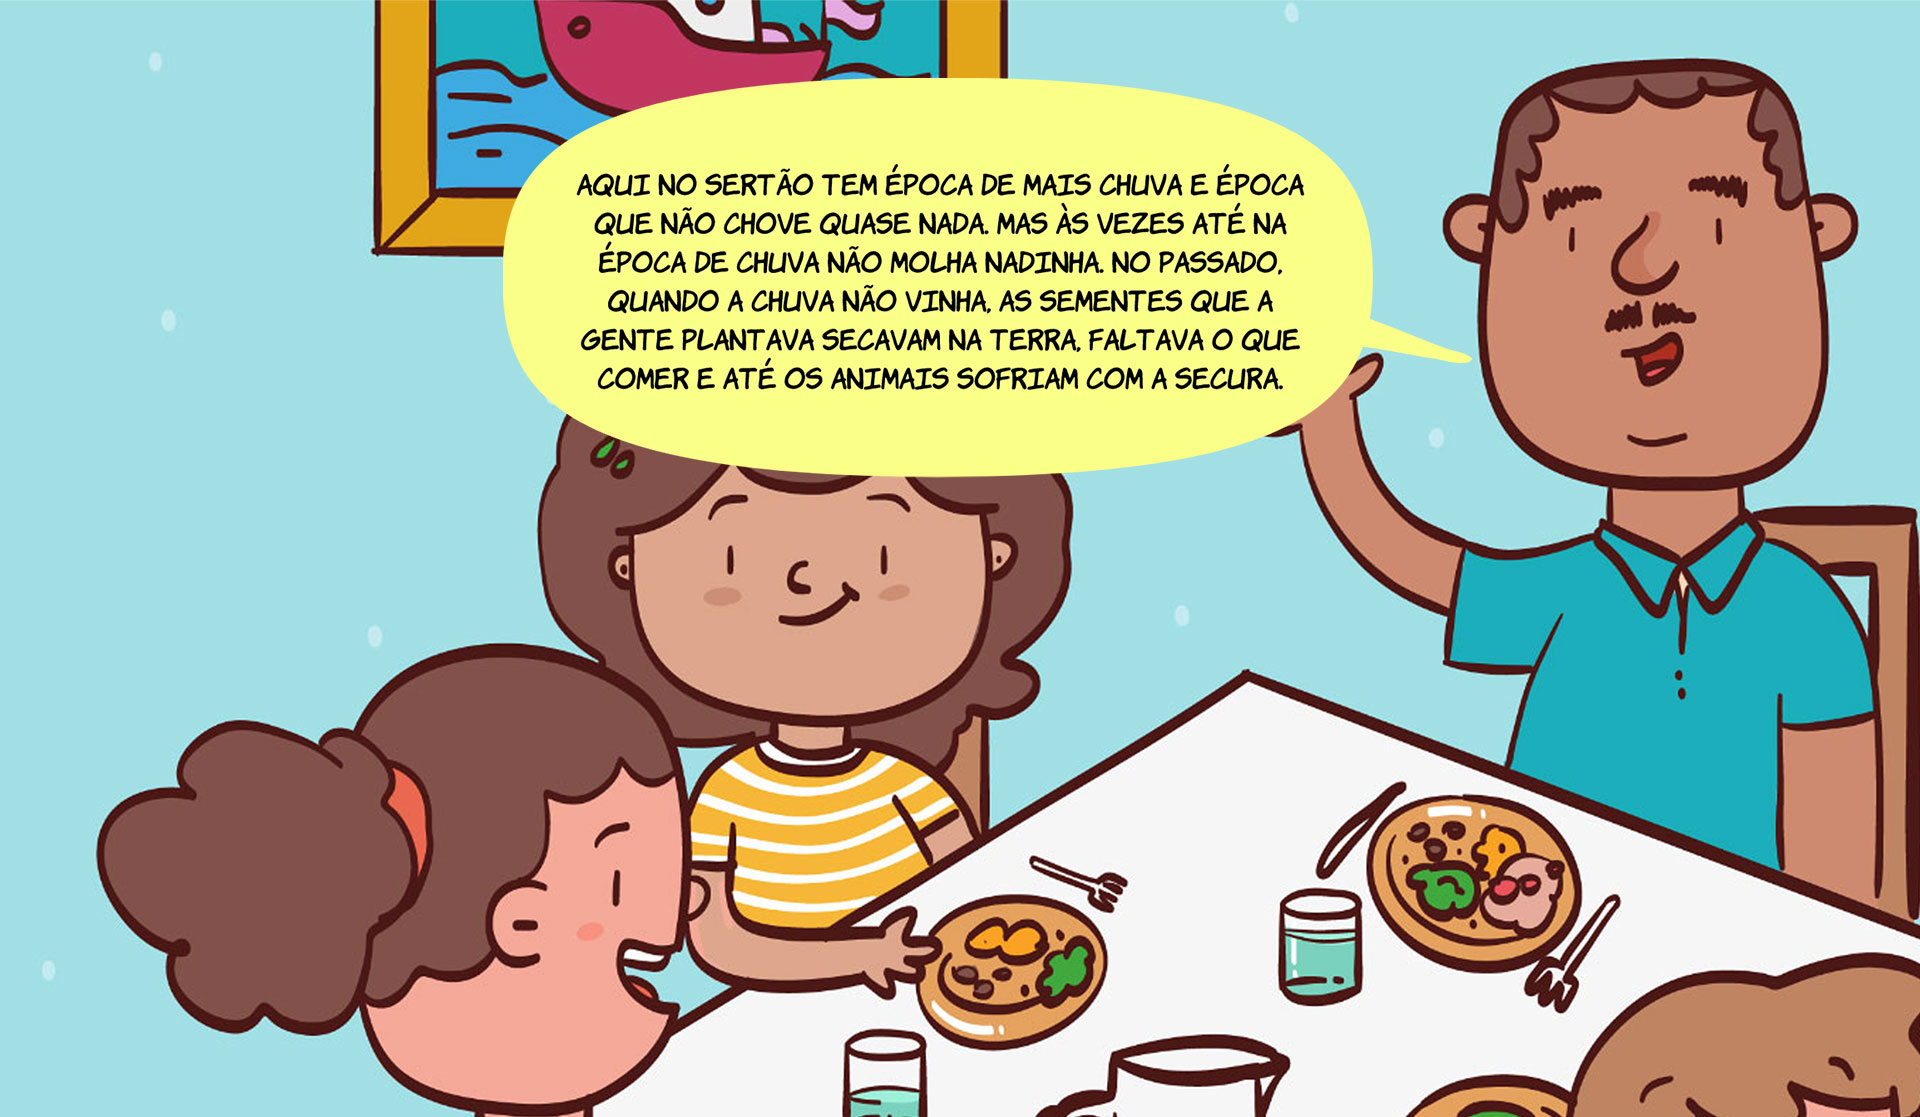 AQUI NO SERTÃO TEM ÉPOCA DE MAIS CHUVA E ÉPOCA
QUE NÃO CHOVE QUASE NADA. MAS ÀS VEZES ATÉ NA
ÉPOCA DE CHUVA NÃO MOLHA NADINHA. NO PASSADO,
QUANDO A CHUVA NÃO VINHA, AS SEMENTES QUE A
GENTE PLANTAVA SECAVAM NA TERRA, FALTAVA O QUE
COMER E ATÉ OS ANIMAIS SOFRIAM COM A SECURA.